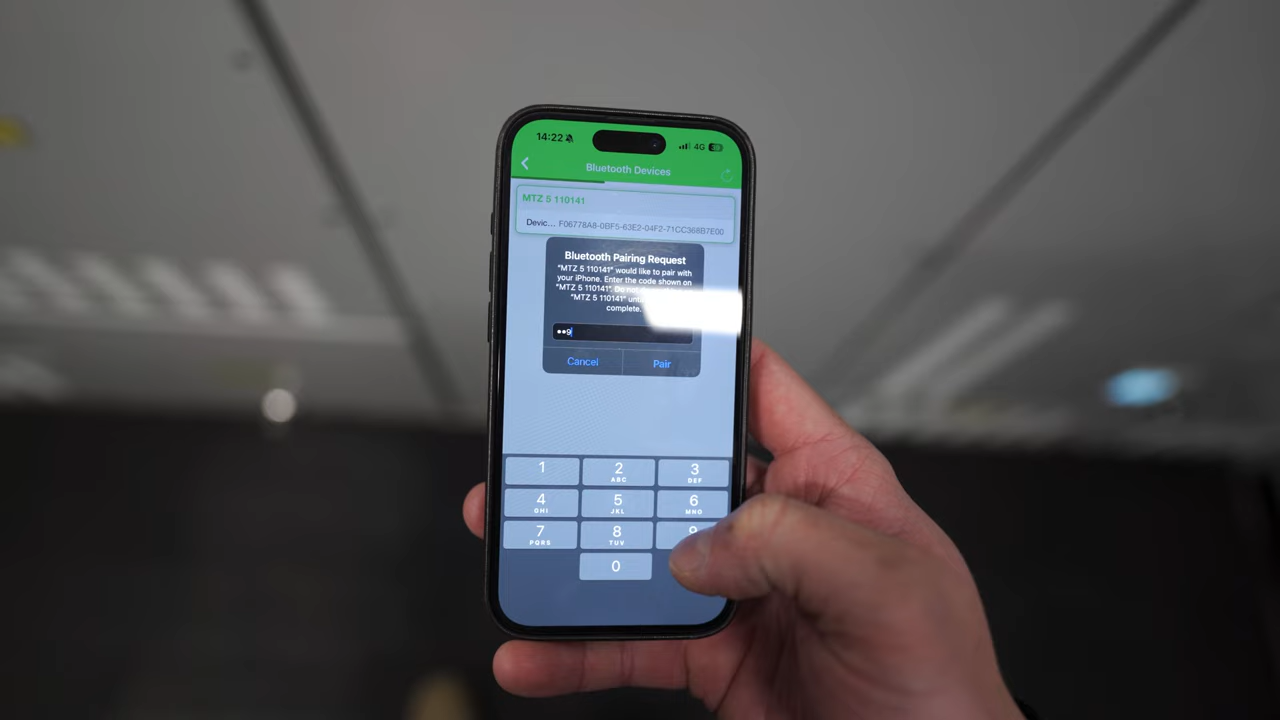 14:22 4G
Bluetooth Devices
MTZ 5 110141
Devic... F06778A8-0BF5-63E2-04F2-71CC368B7E00
Bluetooth Pairing Request
"MTZ 5 110141" would like to pair with
your iPhone. Enter the code shown on
"MTZ 5 110141". Do
"MTZ 5 110141"
complete.
••9
Cancel Pair
1 2 ABC 3 DEF
4 GHI 5 JKL 6 MNO
7 PQRS 8 TUV 9
0